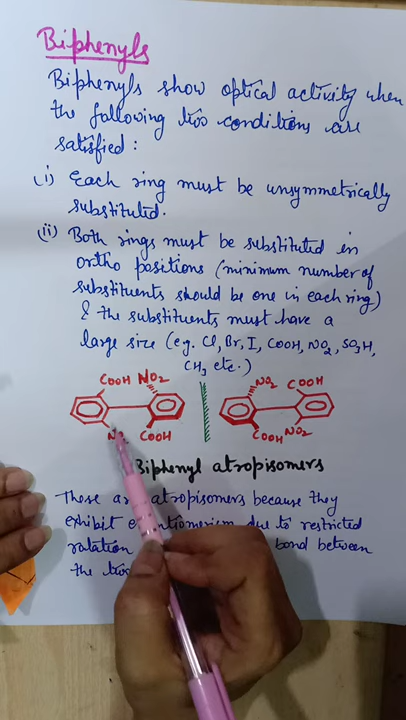 Biphenyls
Biphenyls show optical activity when
the following two conditions are
satisfied:
(i) Each ring must be unsymmetrically
substituted.
(ii) Both rings must be substituted in
ortho positions (minimum number of
substituents should be one in each ring)
& the substituents must have a
large size (e.g. Cl, Br, I, COOH, NO2, SO3H,
CH3 etc.)
COOH NO2 NO2 COOH
COOH COOH NO2
Biphenyl atropisomers
These are atropisomers because they
exhibit due to restricted
rotation bond between
the